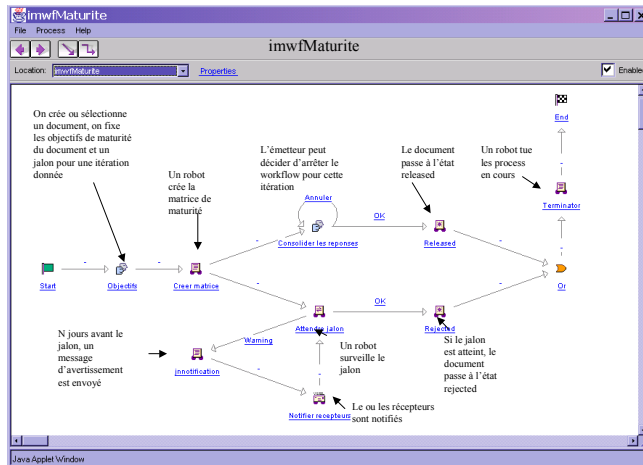 imwfMaturite
File Process Help
imwfMaturite
Location: imwfMaturite Properties Enabled
On crée ou sélectionne
un document, on fixe
les objectifs de maturité
du document et un
jalon pour une itération
donnée
Un robot
crée la
matrice de
maturité
L'émetteur peut
décider d'arrêter le
workflow pour cette
itération
Le document
passe à l'état
released
Un robot tue
les process
en cours
End
-
Terminator
-
Annuler
-
Consolider les reponses
OK
Released
-
Start
-
Objectifs
-
Creer matrice
Or
-
Attendre jalon
OK
Rejected
-
Warning
jnnotification
-
-
Notifier recepteurs
N jours avant le
jalon, un
message
d'avertissement
est envoyé
Un robot
surveille le
jalon
Si le jalon
est atteint, le
document
passe à l'état
rejected
Le ou les récepteurs
sont notifiés
Java Applet Window